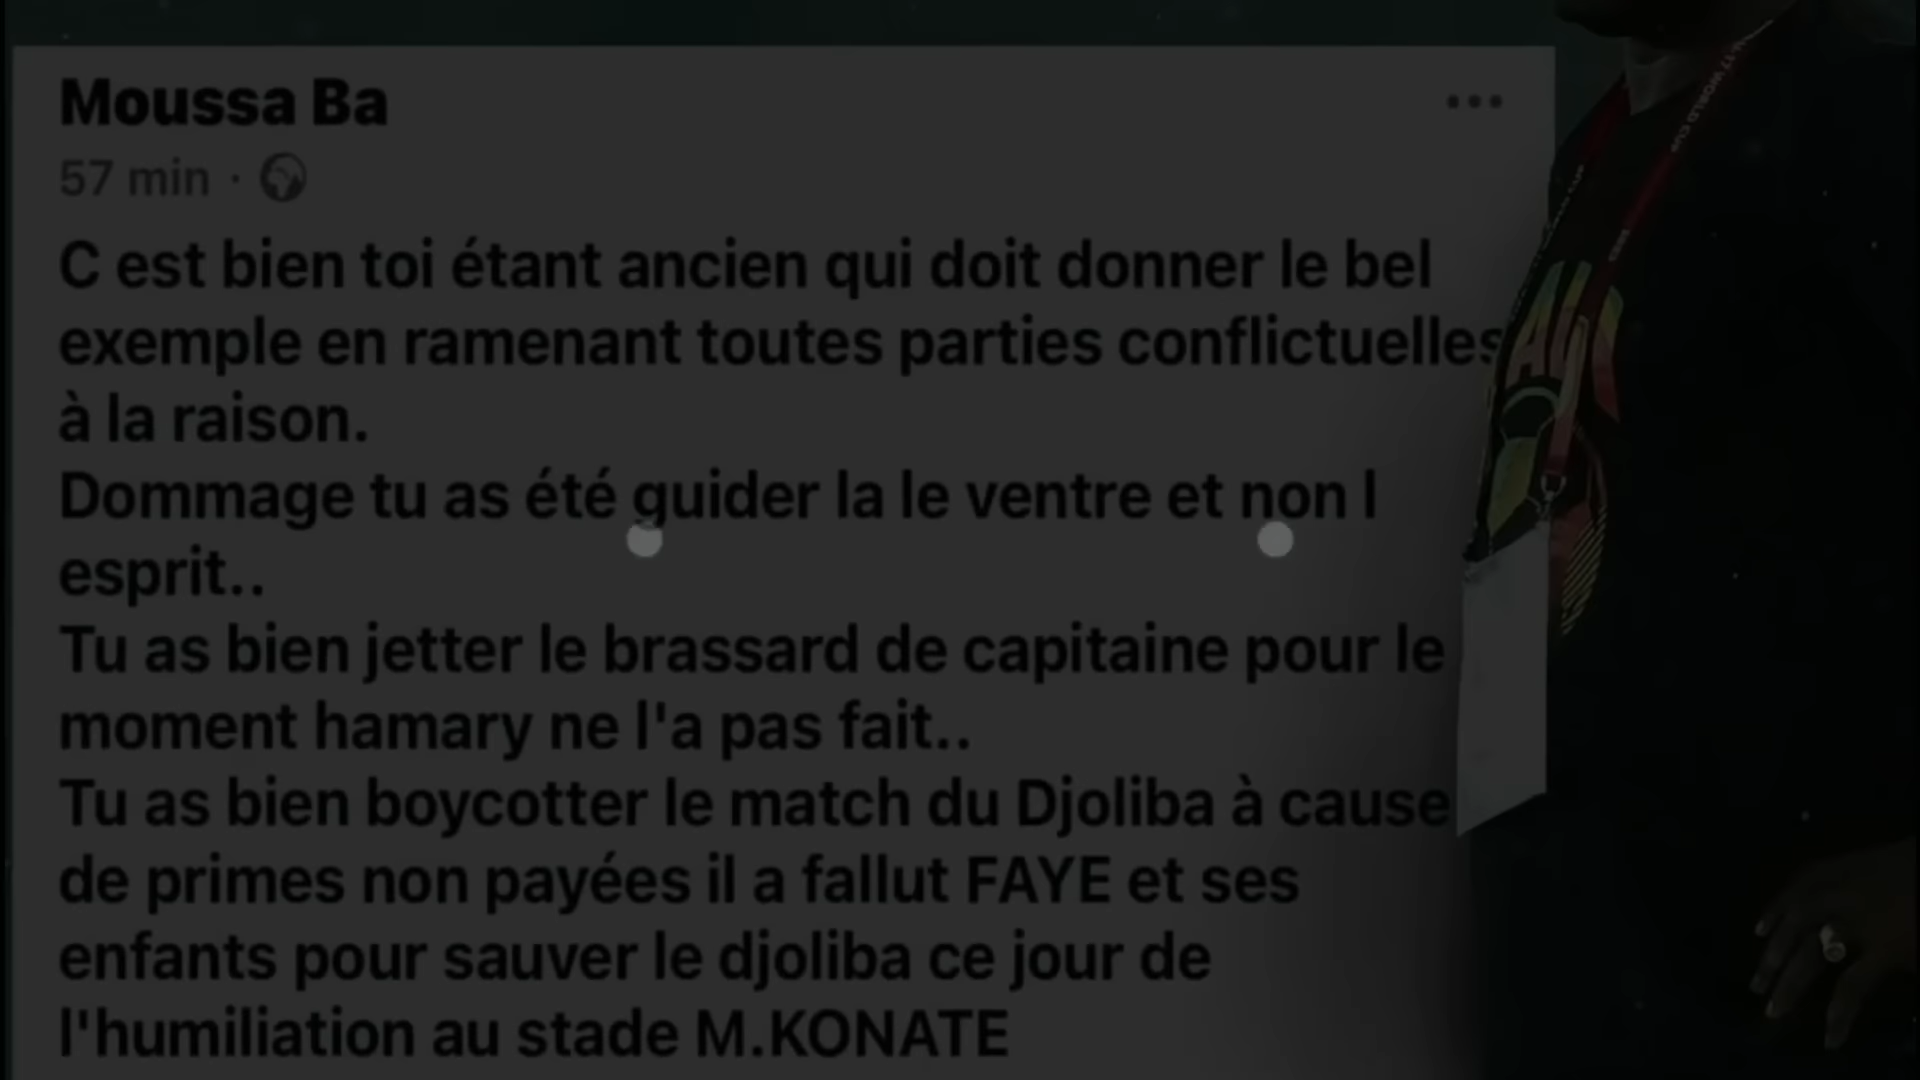 Moussa Ba
57 min ·
C est bien toi étant ancien qui doit donner le bel
exemple en ramenant toutes parties conflictuelles
à la raison.
Dommage tu as été guider la le ventre et non l
esprit..
Tu as bien jetter le brassard de capitaine pour le
moment hamary ne l'a pas fait..
Tu as bien boycotter le match du Djoliba à cause
de primes non payées il a fallut FAYE et ses
enfants pour sauver le djoliba ce jour de
l'humiliation au stade M.KONATE
WORLD CUP